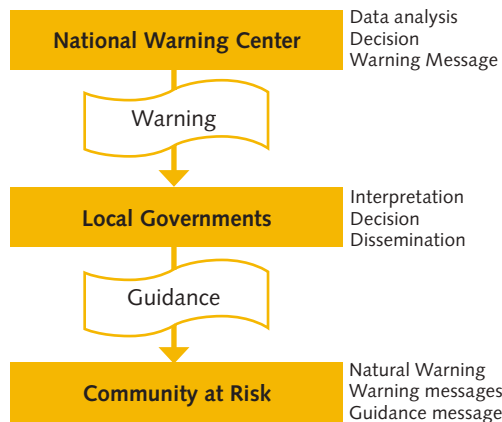 National Warning Center
Data analysis
Decision
Warning Message
Warning
Local Governments
Interpretation
Decision
Dissemination
Guidance
Community at Risk
Natural Warning
Warning messages
Guidance message